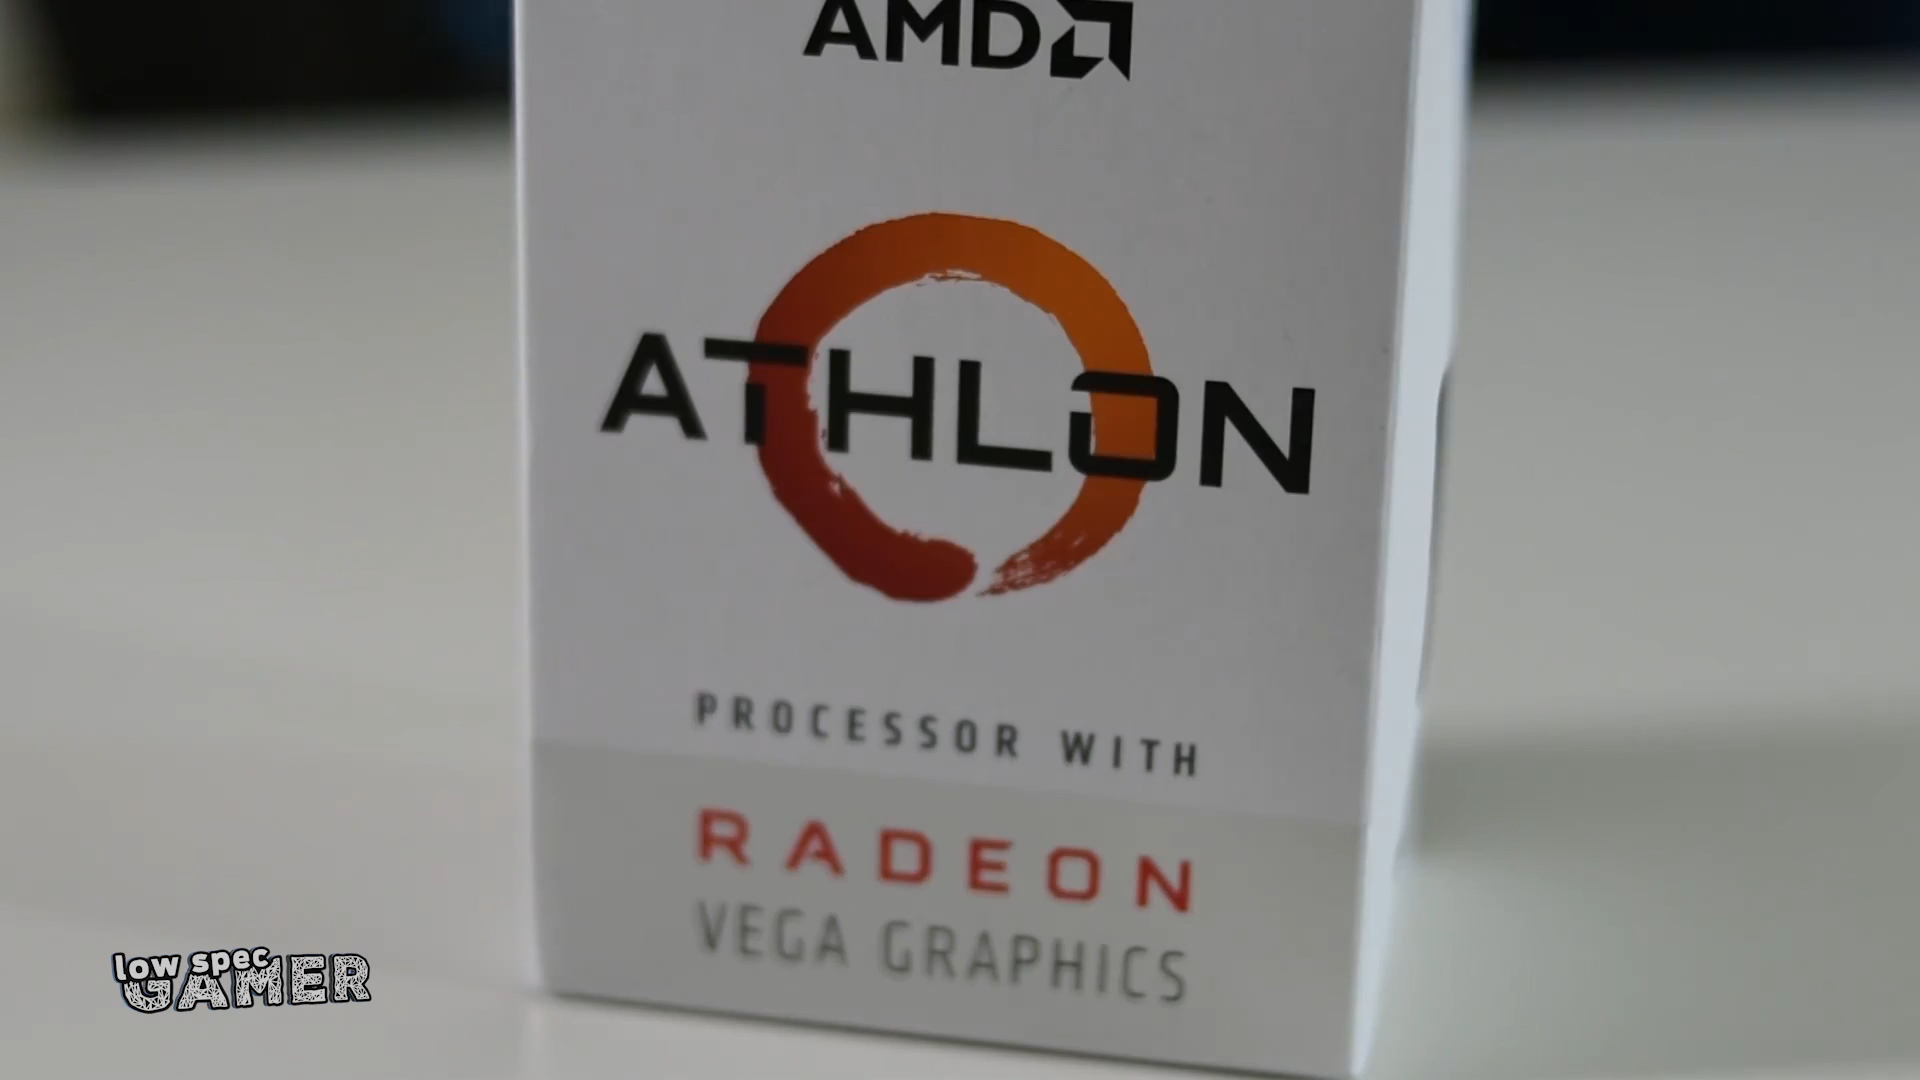 AMD
ATHLON
PROCESSOR WITH
RADEON
VEGA GRAPHICS
low spec
GAMER